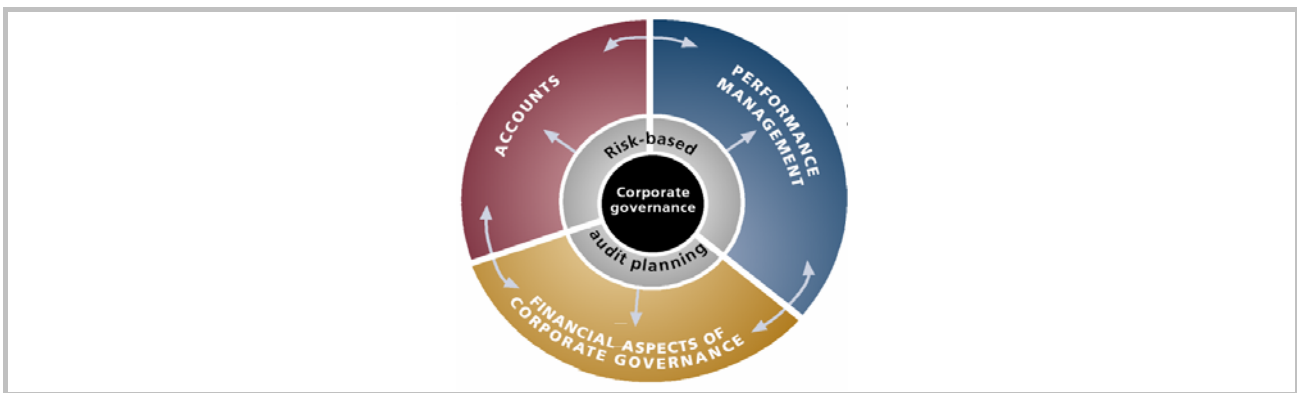 ACCOUNTS
PERFORMANCE
MANAGEMENT
Risk-based
Corporate
governance
audit planning
FINANCIAL ASPECTS OF
CORPORATE GOVERNANCE